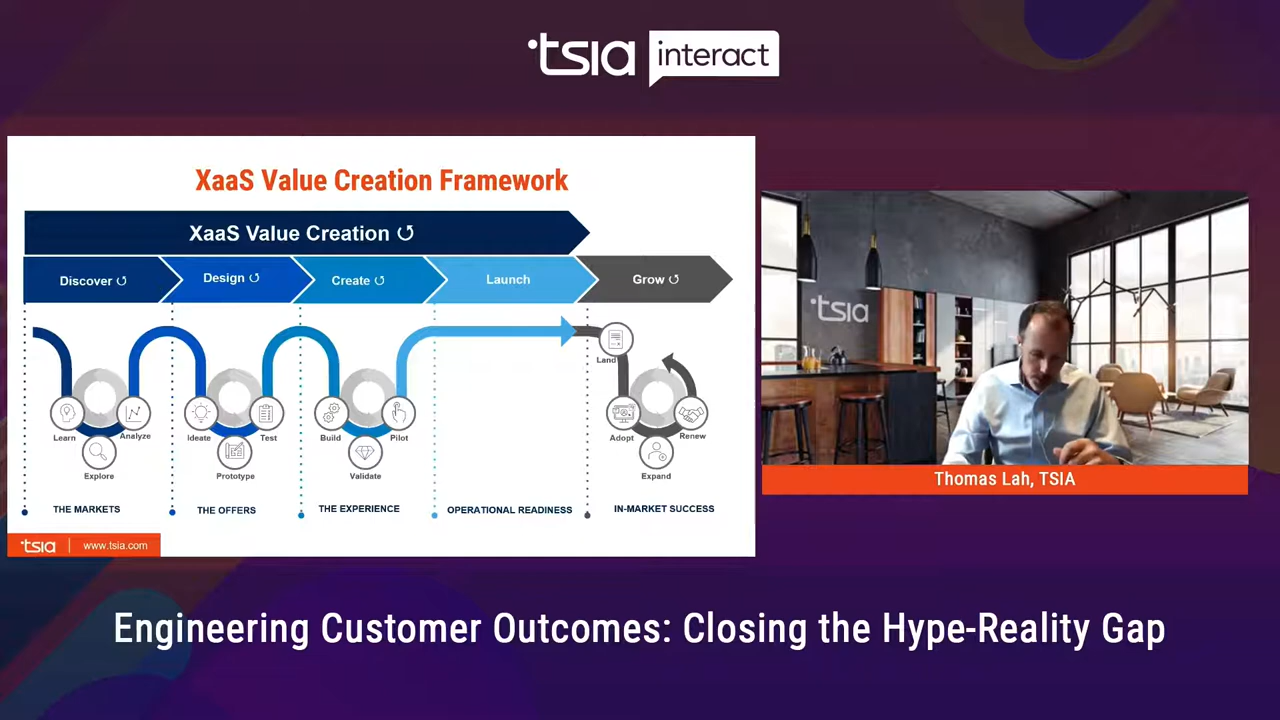 tsia interact
XaaS Value Creation Framework
XaaS Value Creation
Discover
Design
Create
Launch
Grow
Land
Learn
Analyze
Explore
Ideate
Test
Prototype
Build
Pilot
Validate
Adopt
Renew
Expand
THE MARKETS
THE OFFERS
THE EXPERIENCE
OPERATIONAL READINESS
IN-MARKET SUCCESS
tsia www.tsia.com
tsia
Thomas Lah, TSIA
Engineering Customer Outcomes: Closing the Hype-Reality Gap